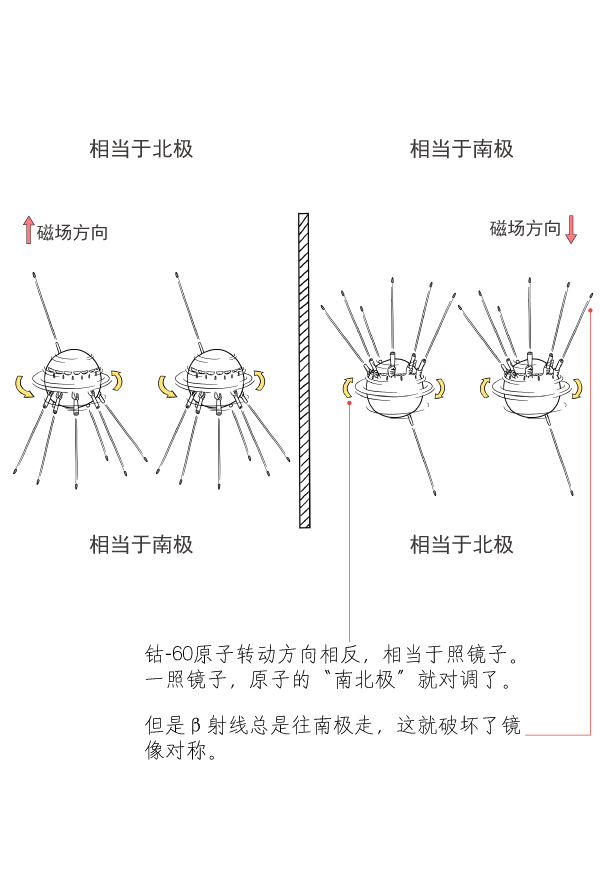 相当于北极
相当于南极
磁场方向
磁场方向
相当于南极
相当于北极
钴-60原子转动方向相反，相当于照镜子。
一照镜子，原子的〝南北极〞就对调了。
但是β射线总是往南极走，这就破坏了镜
像对称。